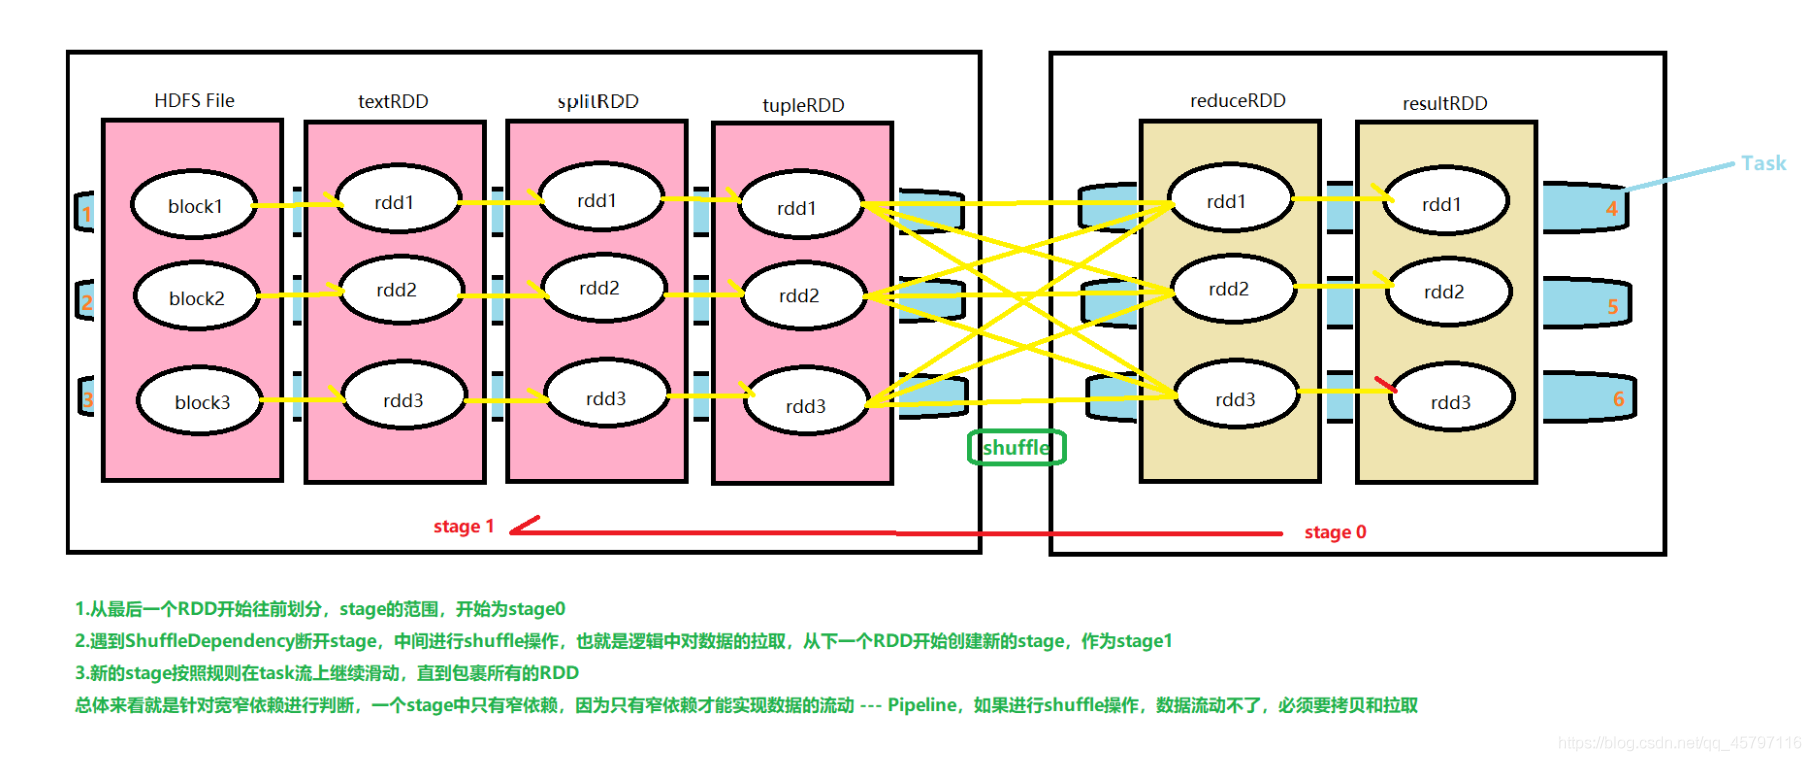 HDFS File
textRDD
splitRDD
tupleRDD
reduceRDD
resultRDD
Task
1
block1
rdd1
rdd1
rdd1
rdd1
rdd1
4
2
block2
rdd2
rdd2
rdd2
rdd2
rdd2
5
3
block3
rdd3
rdd3
rdd3
rdd3
rdd3
6
shuffle
stage 1
stage 0
1.从最后一个RDD开始往前划分，stage的范围，开始为stage0
2.遇到ShuffleDependency断开stage，中间进行shuffle操作，也就是逻辑中对数据的拉取，从下一个RDD开始创建新的stage，作为stage1
3.新的stage按照规则在task流上继续滑动，直到包裹所有的RDD
总体来看就是针对宽窄依赖进行判断，一个stage中只有窄依赖，因为只有窄依赖才能实现数据的流动 --- Pipeline，如果进行shuffle操作，数据流动不了，必须要拷贝和拉取
https://blog.csdn.net/qq_45797116